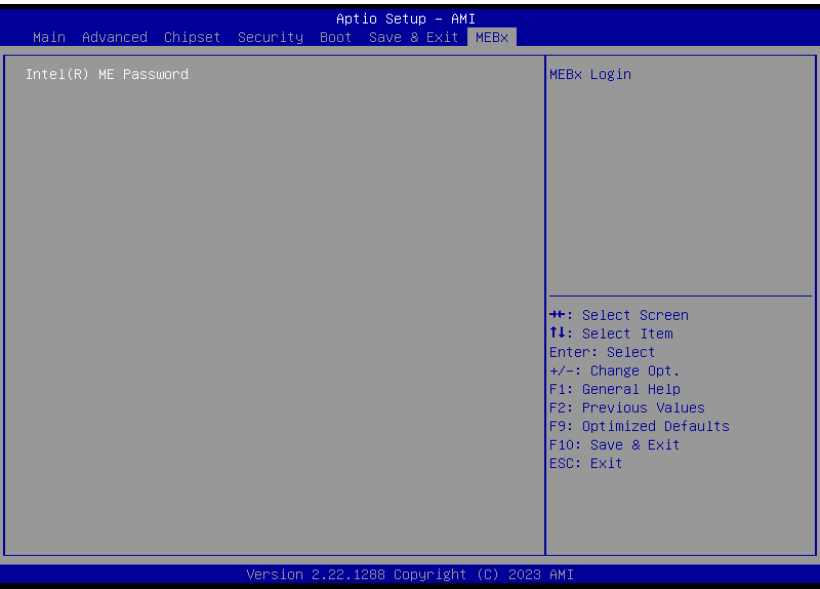 Aptio Setup – AMI
Main Advanced Chipset Security Boot Save & Exit MEBx
Intel(R) ME Password
MEBx Login
→←: Select Screen
↑↓: Select Item
Enter: Select
+/-: Change Opt.
F1: General Help
F2: Previous Values
F9: Optimized Defaults
F10: Save & Exit
ESC: Exit
Version 2.22.1288 Copyright (C) 2023 AMI